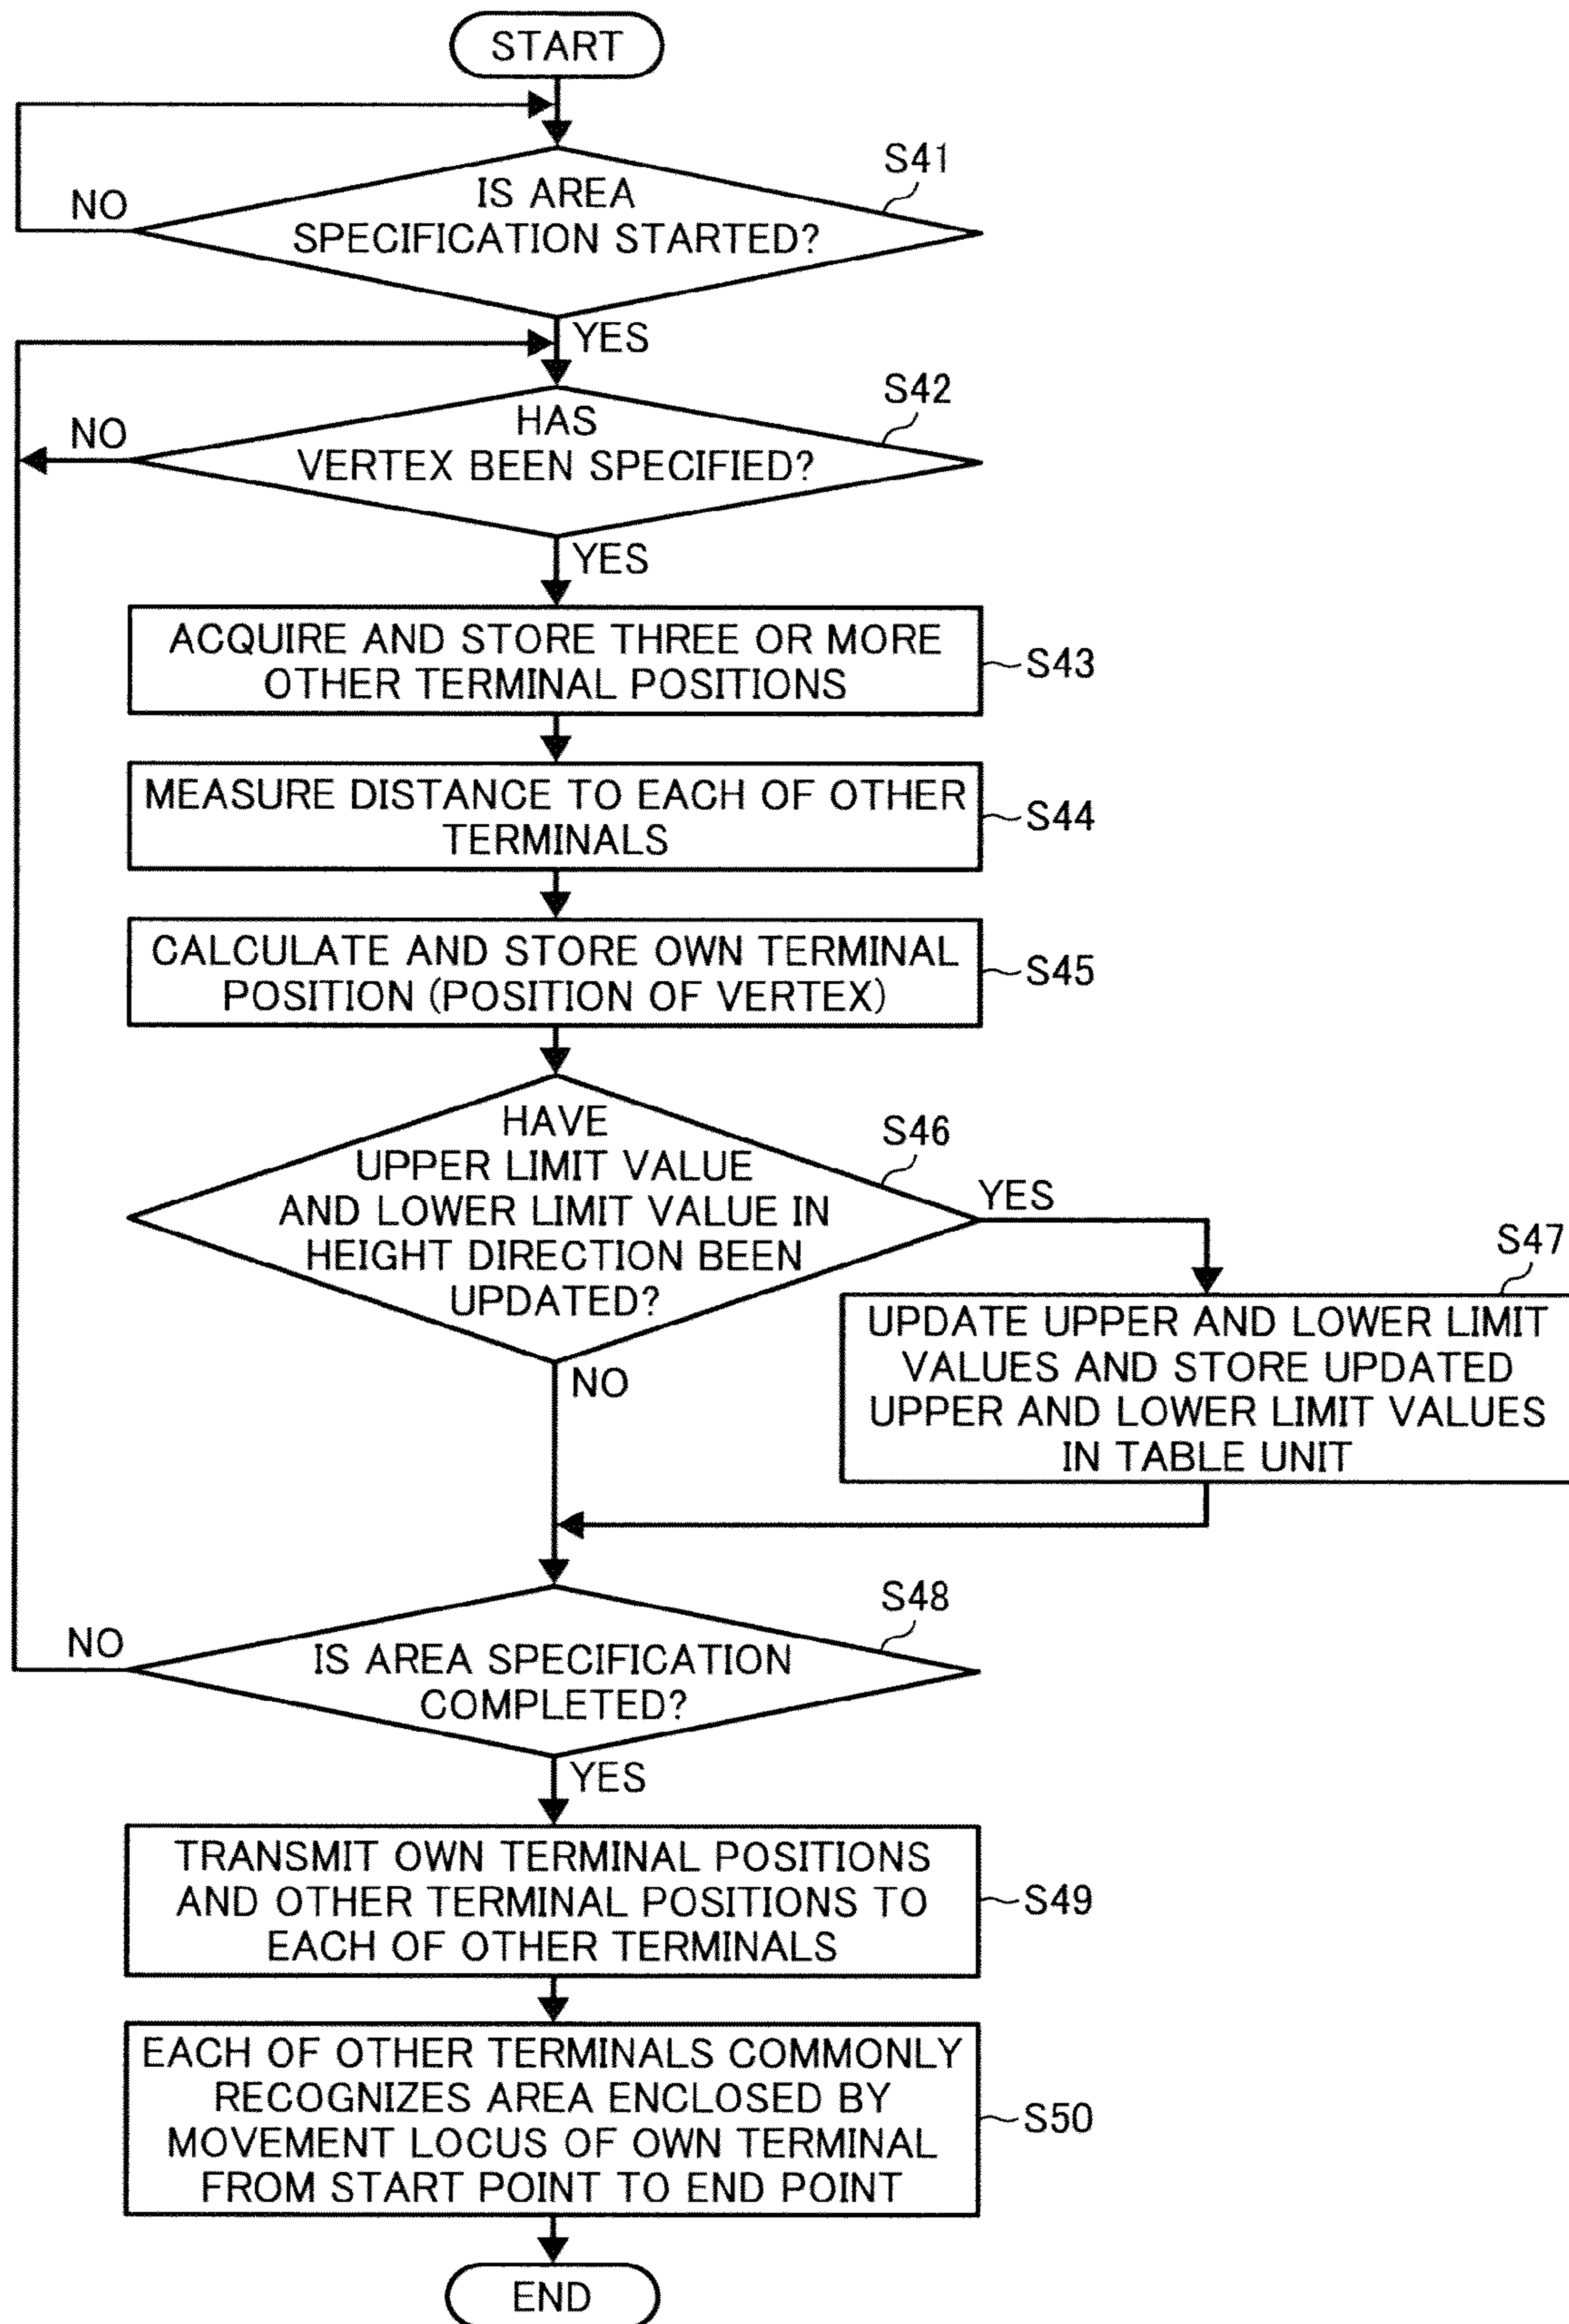 START
S41
IS AREA
SPECIFICATION STARTED?
NO
YES
S42
HAS
VERTEX BEEN SPECIFIED?
NO
YES
ACQUIRE AND STORE THREE OR MORE
OTHER TERMINAL POSITIONS
S43
MEASURE DISTANCE TO EACH OF OTHER
TERMINALS
S44
CALCULATE AND STORE OWN TERMINAL
POSITION (POSITION OF VERTEX)
S45
HAVE
UPPER LIMIT VALUE
AND LOWER LIMIT VALUE IN
HEIGHT DIRECTION BEEN
UPDATED?
S46
YES
NO
S47
UPDATE UPPER AND LOWER LIMIT
VALUES AND STORE UPDATED
UPPER AND LOWER LIMIT VALUES
IN TABLE UNIT
S48
IS AREA SPECIFICATION
COMPLETED?
NO
YES
TRANSMIT OWN TERMINAL POSITIONS
AND OTHER TERMINAL POSITIONS TO
EACH OF OTHER TERMINALS
S49
EACH OF OTHER TERMINALS COMMONLY
RECOGNIZES AREA ENCLOSED BY
MOVEMENT LOCUS OF OWN TERMINAL
FROM START POINT TO END POINT
S50
END